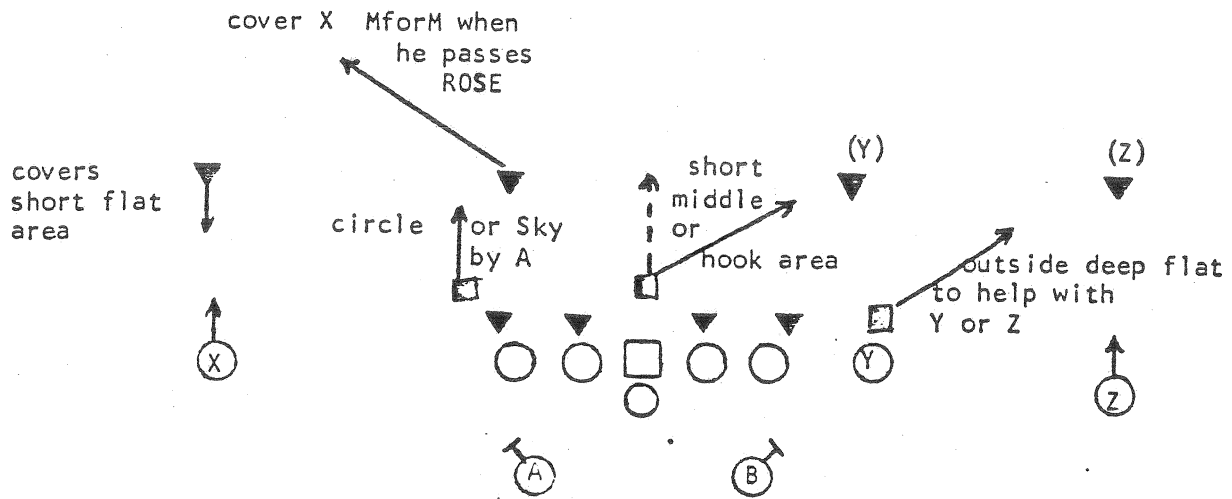 cover X MforM when
he passes
ROSE
covers
short flat
area
circle
or Sky
by A
short
middle
or
hook area
(Y)
(Z)
outside deep flat
to help with
Y or Z
X
Y
Z
A
B